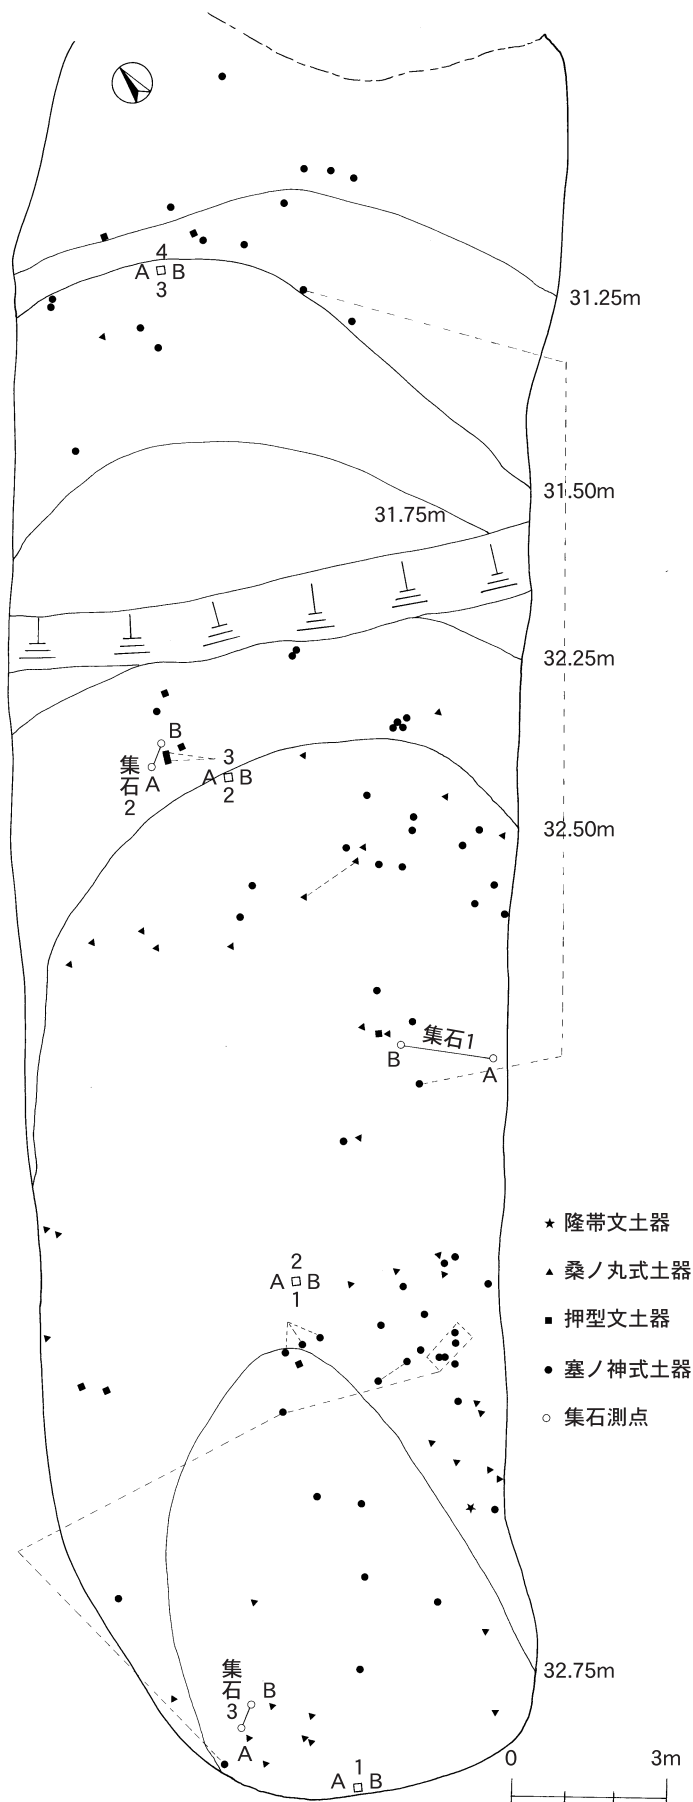 4
A B
3
31.25m
31.50m
31.75m
32.25m
B
集石2
A
3
A B
2
32.50m
集石1
B
A
2
A B
1
隆帯文土器
桑ノ丸式土器
押型文土器
塞ノ神式土器
集石測点
32.75m
集石3
B
A
1
A B
0 3m